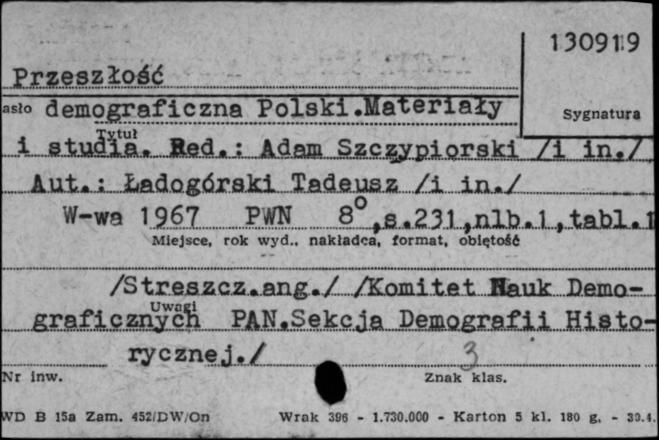 130919
Przeszłość
asło demograficzna Polski.Materiały
Sygnatura
Tytuł
i studia. Red.: Adam Szczypiorski /i in./
Aut.: Ładogórski Tadeusz /i in./
W-wa 1967 PWN 8°,s.231,nlb.1,tabl.1
Miejsce, rok wyd., nakładca, format, objętość
/Streszcz.ang./ /Komitet Nauk Demo-
Uwagi
graficznych PAN.Sekcja Demografii Histo-
rycznej./
3
Nr inw.
Znak klas.
WD B 15a Zam. 452/DW/On Wrak 396 - 1.730.000 - Karton 5 kl. 180 g. - 30.4.